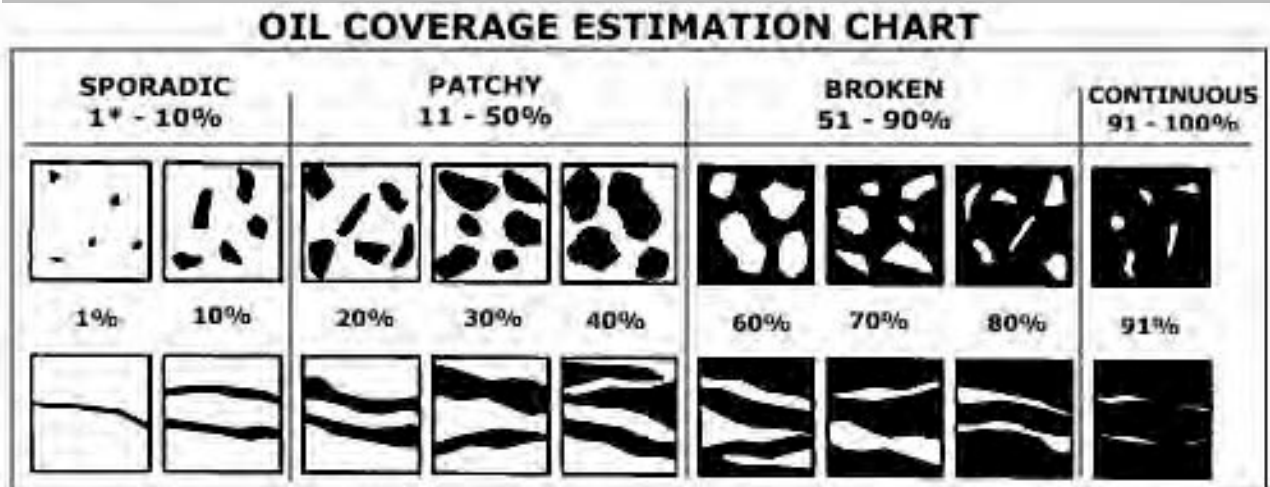 OIL COVERAGE ESTIMATION CHART
SPORADIC
1* - 10%
PATCHY
11 - 50%
BROKEN
51 - 90%
CONTINUOUS
91 - 100%
1%
10%
20%
30%
40%
60%
70%
80%
91%